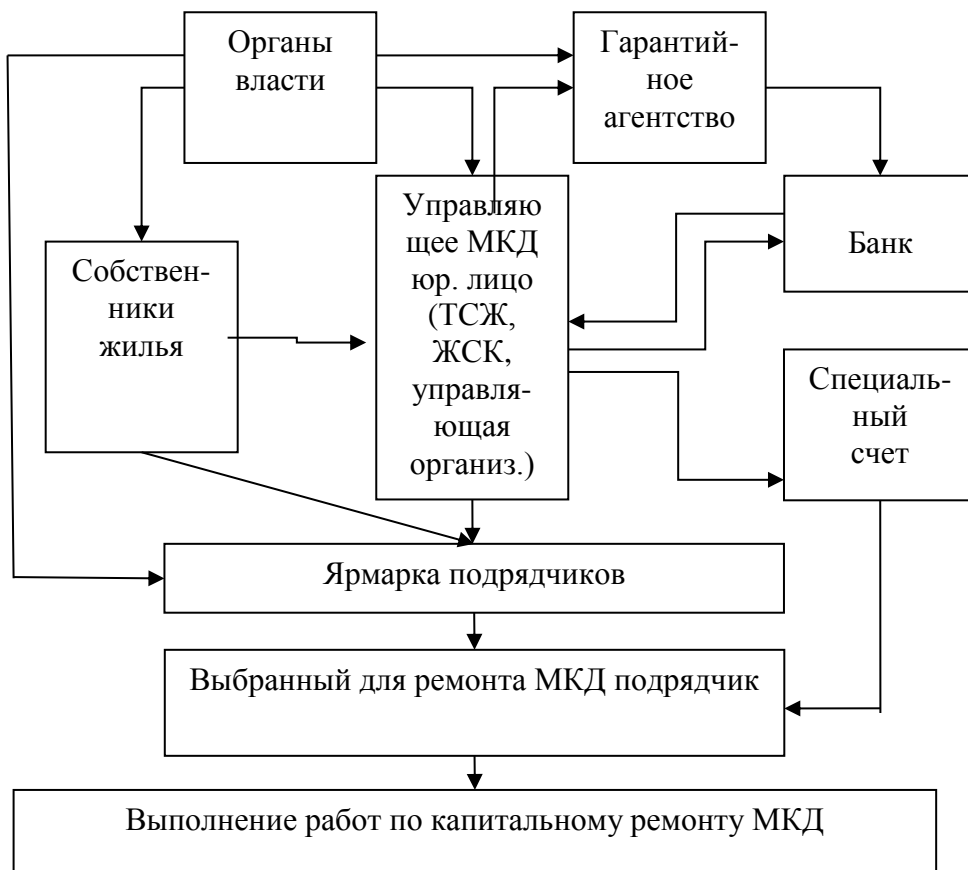 Органы
власти
Гарантий-
ное
агентство
Управляю
щее МКД
юр. лицо
(ТСЖ,
ЖСК,
управля-
ющая
организ.)
Банк
Собствен-
ники
жилья
Специаль-
ный
счет
Ярмарка подрядчиков
Выбранный для ремонта МКД подрядчик
Выполнение работ по капитальному ремонту МКД